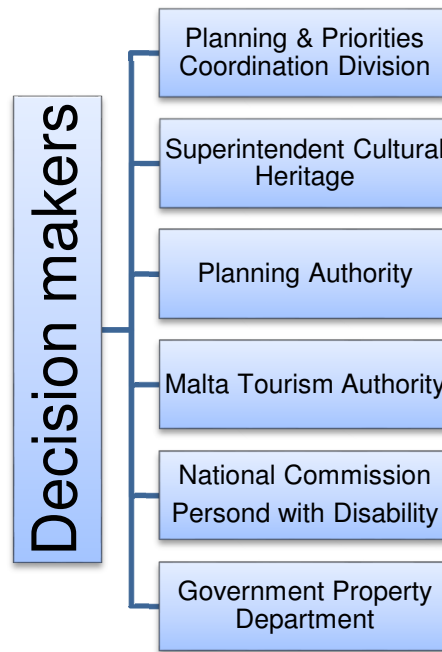 Decision makers
Planning & Priorities
Coordination Division
Superintendent Cultural
Heritage
Planning Authority
Malta Tourism Authority
National Commission
Persond with Disability
Government Property
Department